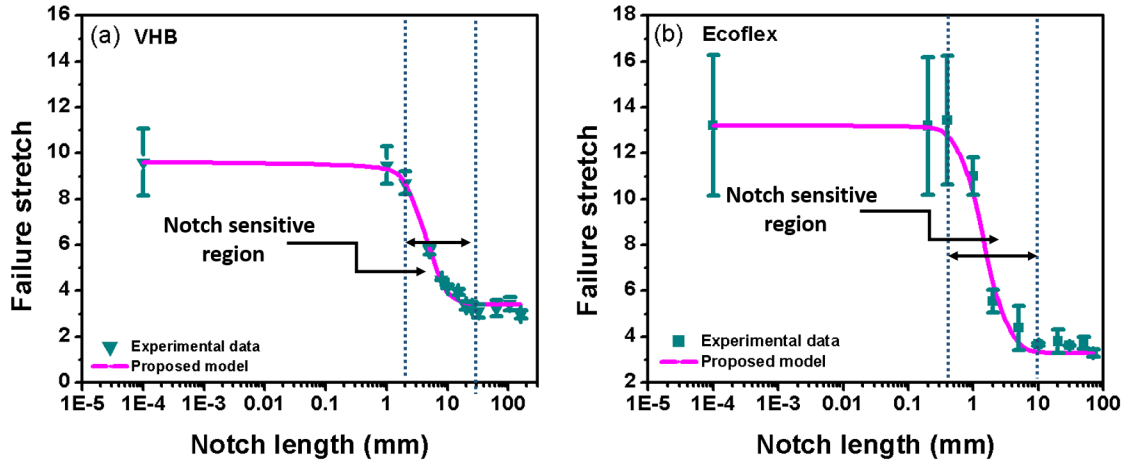 (a) VHB
Failure stretch
16
14
12
10
8
6
4
2
0
Notch sensitive
region
Experimental data
Proposed model
1E-5 1E-4 1E-3 0.01 0.1 1 10 100
Notch length (mm)
(b) Ecoflex
Failure stretch
18
16
14
12
10
8
6
4
2
Notch sensitive
region
Experimental data
Proposed model
1E-5 1E-4 1E-3 0.01 0.1 1 10 100
Notch length (mm)